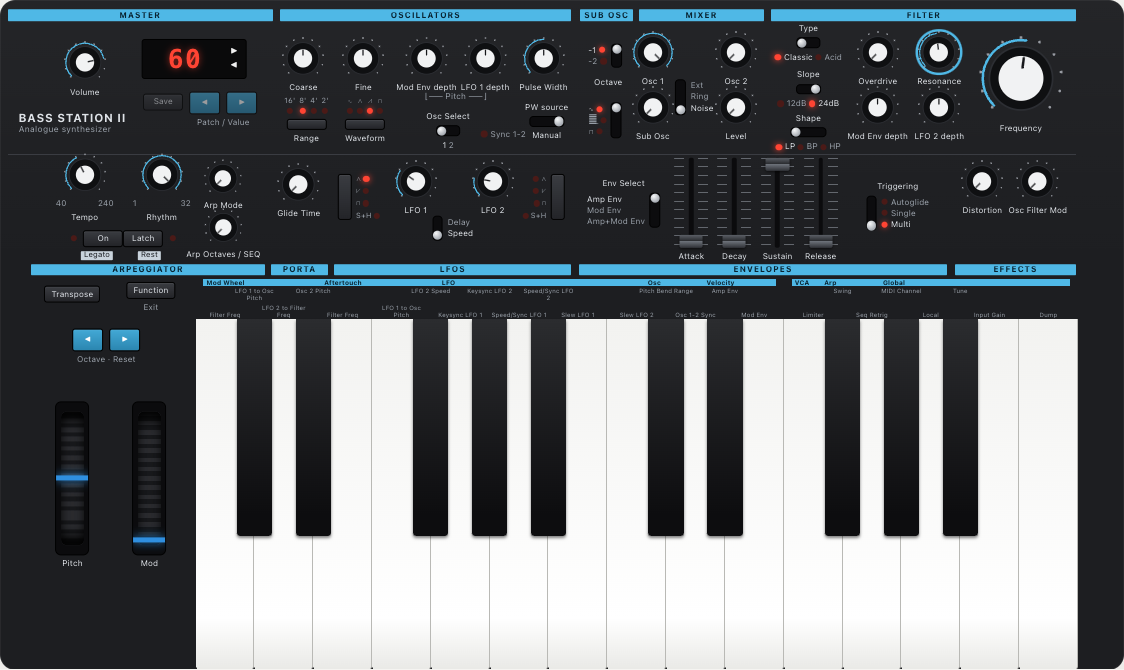 MASTER
OSCILLATORS
SUB OSC
MIXER
FILTER
Volume
60
Save
Patch / Value
BASS STATION II
Analogue synthesizer
Coarse
Fine
Mod Env depth
LFO 1 depth
Pulse Width
[— Pitch —]
16' 8' 4' 2'
Range
Waveform
Osc Select
1 2
Sync 1-2
PW source
Manual
-1
-2
Octave
Osc 1
Osc 2
Ext
Ring
Noise
Sub Osc
Level
Type
Classic
Acid
Slope
12dB
24dB
Shape
LP
BP
HP
Overdrive
Resonance
Mod Env depth
LFO 2 depth
Frequency
40
240
Tempo
1
32
Rhythm
Arp Mode
Arp Octaves / SEQ
On
Latch
Legato
Rest
Glide Time
S+H
LFO 1
LFO 2
Delay
Speed
S+H
Env Select
Amp Env
Mod Env
Amp+Mod Env
Attack
Decay
Sustain
Release
Triggering
Autoglide
Single
Multi
Distortion
Osc Filter Mod
ARPEGGIATOR
PORTA
LFOS
ENVELOPES
EFFECTS
Transpose
Function
Exit
Octave - Reset
Mod Wheel
Aftertouch
LFO
Osc
Velocity
VCA
Arp
Global
LFO 1 to Osc Pitch
Osc 2 Pitch
LFO 2 Speed
Keysync LFO 2
Speed/Sync LFO 2
Pitch Bend Range
Amp Env
Swing
MIDI Channel
Tune
Filter Freq
LFO 2 to Filter Freq
Filter Freq
LFO 1 to Osc Pitch
Keysync LFO 1
Speed/Sync LFO 1
Slew LFO 1
Slew LFO 2
Osc 1-2 Sync
Mod Env
Limiter
Seq Retrig
Local
Input Gain
Dump
Pitch
Mod